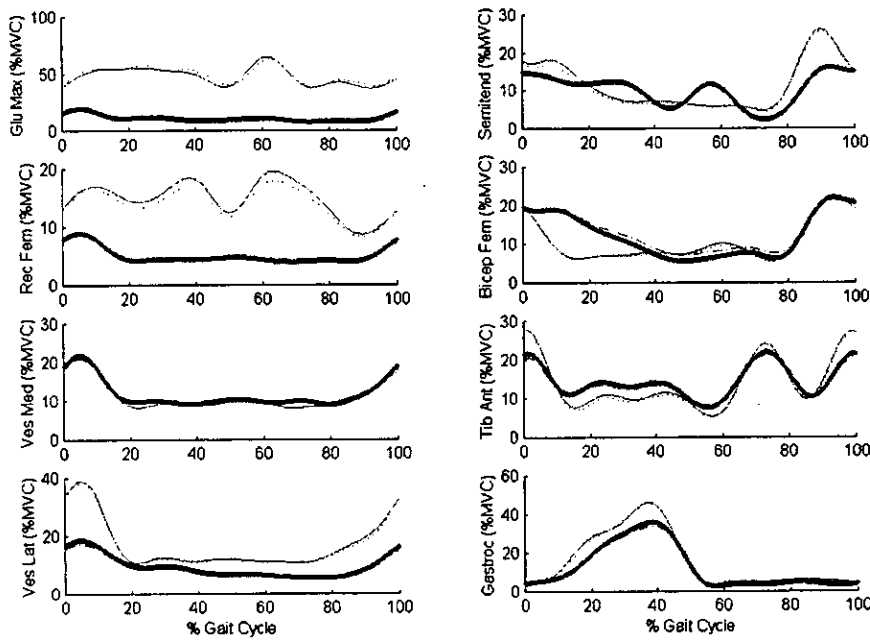 Glu Max (%MVC)
100
50
0
0 20 40 60 80 100
Rec Fem (%MVC)
20
10
0
0 20 40 60 80 100
Ves Med (%MVC)
30
20
10
0
0 20 40 60 80 100
Ves Lat (%MVC)
40
20
0
0 20 40 60 80 100
% Gait Cycle
Semitend (%MVC)
30
20
10
0
0 20 40 60 80 100
Bicep Fem (%MVC)
30
20
10
0
0 20 40 60 80 100
Tib Ant (%MVC)
30
20
10
0
0 20 40 60 80 100
Gastroc (%MVC)
60
40
20
0
0 20 40 60 80 100
% Gait Cycle